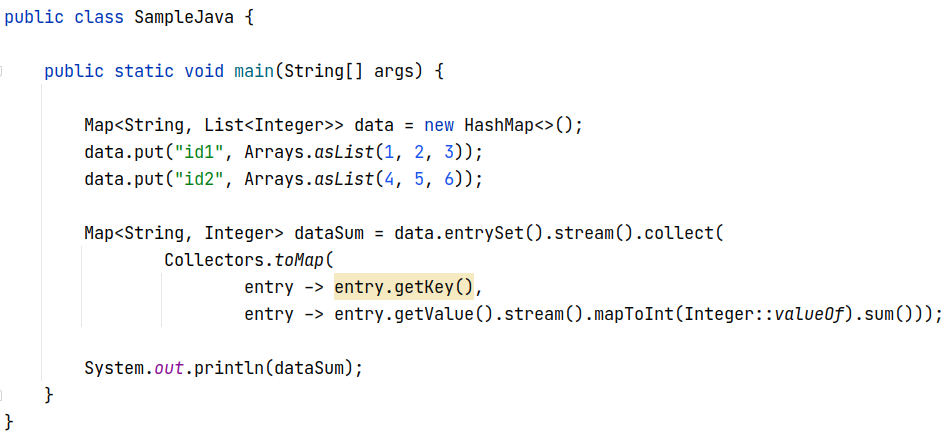 public class SampleJava {
public static void main(String[] args) {
Map<String, List<Integer>> data = new HashMap<>();
data.put("id1", Arrays.asList(1, 2, 3));
data.put("id2", Arrays.asList(4, 5, 6));
Map<String, Integer> dataSum = data.entrySet().stream().collect(
Collectors.toMap(
entry -> entry.getKey(),
entry -> entry.getValue().stream().mapToInt(Integer::valueOf).sum()));
System.out.println(dataSum);
}
}